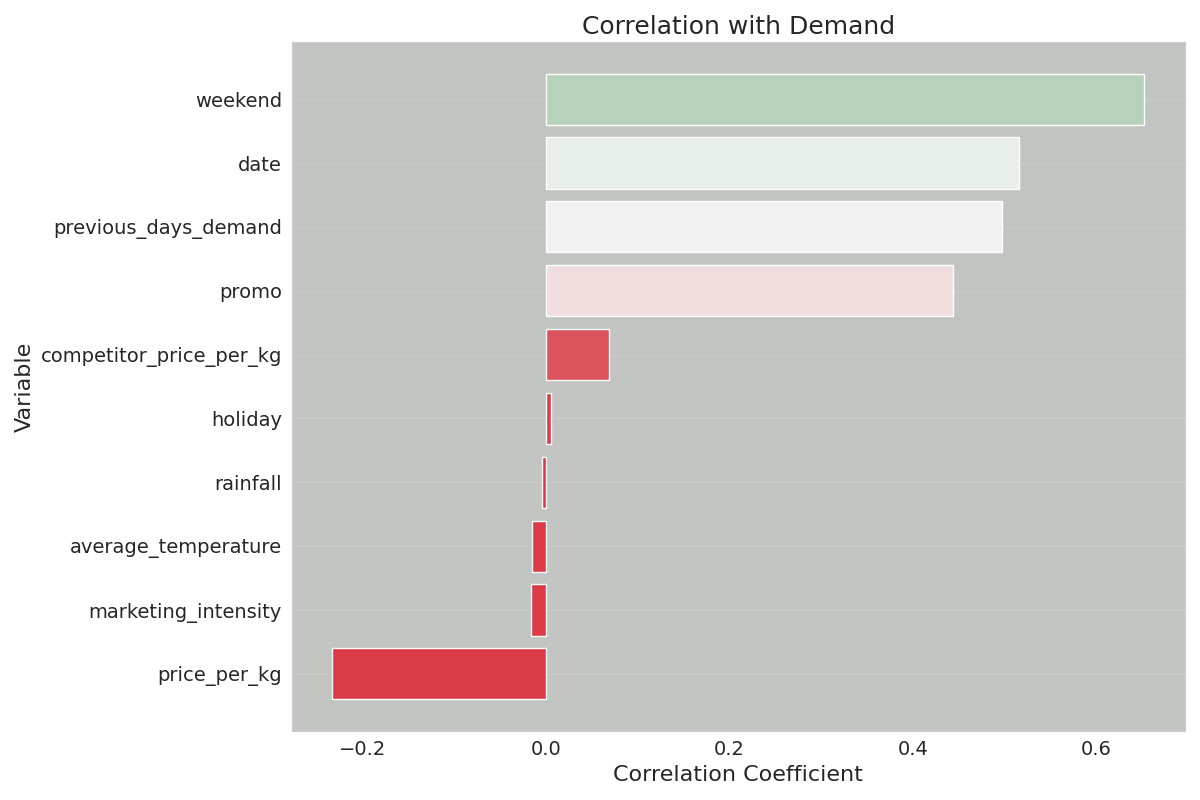 Correlation with Demand
weekend
date
previous_days_demand
promo
competitor_price_per_kg
holiday
rainfall
average_temperature
marketing_intensity
price_per_kg
Variable
−0.2 0.0 0.2 0.4 0.6
Correlation Coefficient